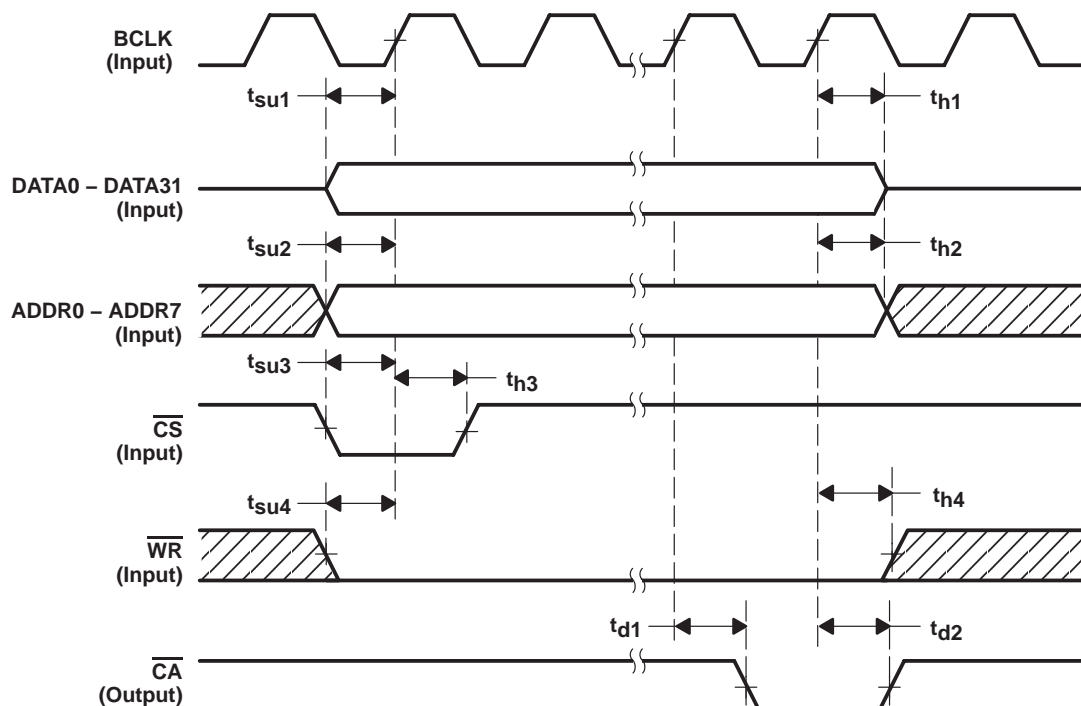 BCLK
(Input)
tsu1
th1
DATA0 – DATA31
(Input)
tsu2
th2
ADDR0 – ADDR7
(Input)
tsu3
th3
CS
(Input)
tsu4
th4
WR
(Input)
td1
td2
CA
(Output)